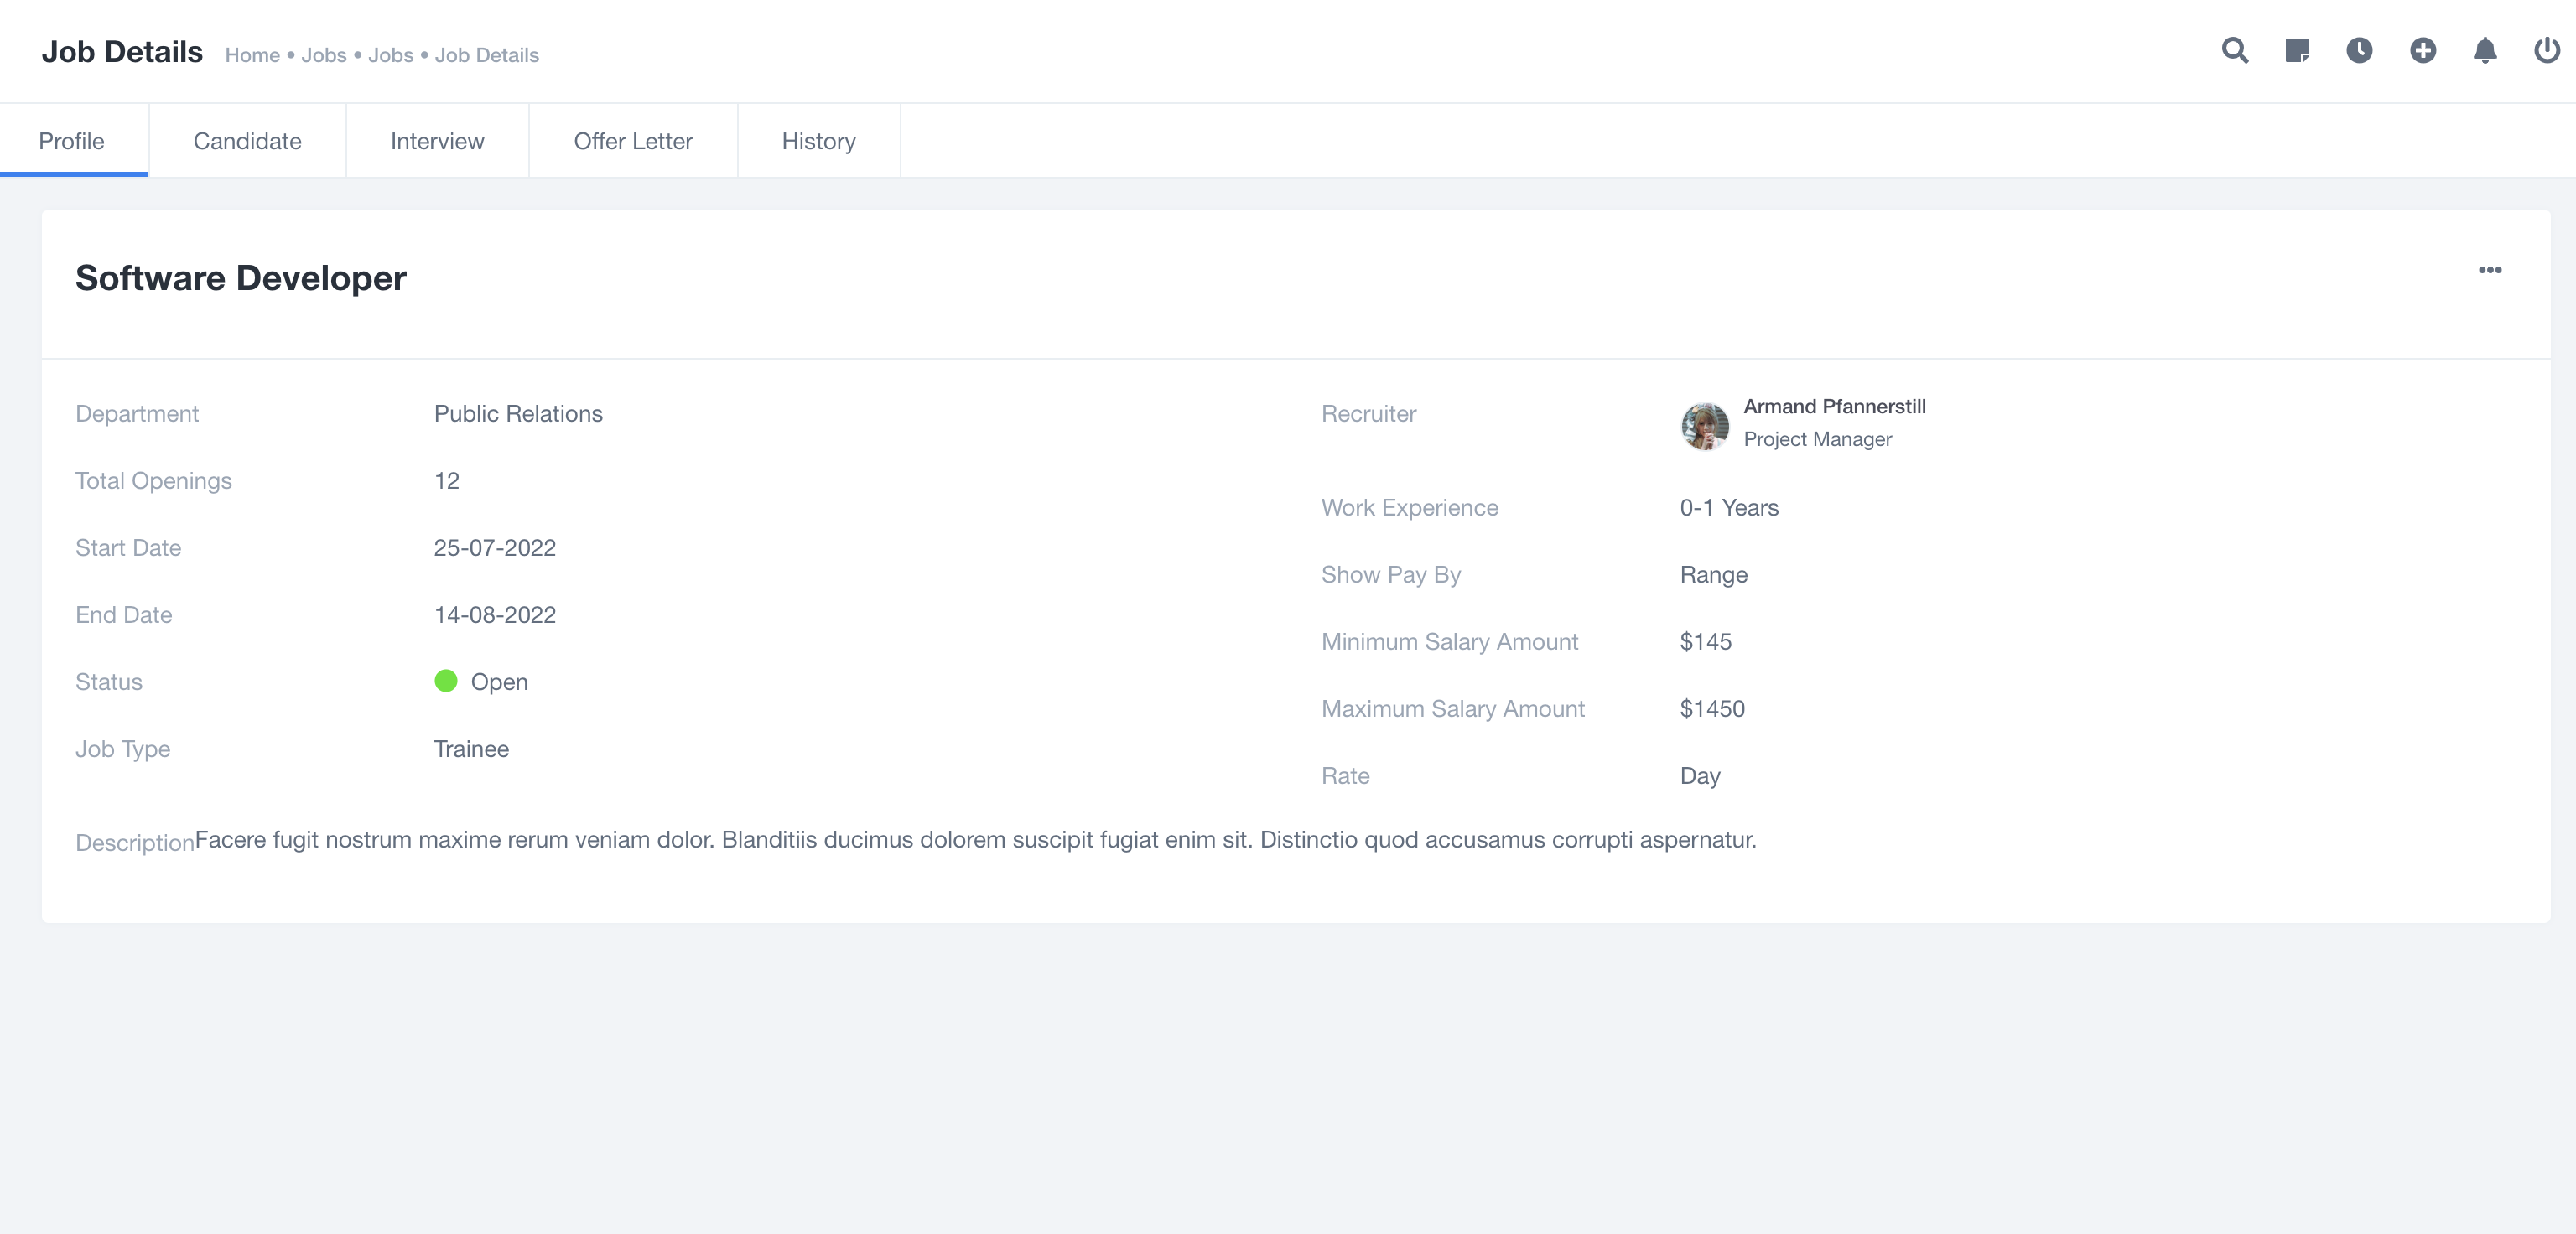 Job Details Home • Jobs • Jobs • Job Details
Profile Candidate Interview Offer Letter History
Software Developer
Department Public Relations
Total Openings 12
Start Date 25-07-2022
End Date 14-08-2022
Status Open
Job Type Trainee
Recruiter Armand Pfannerstill
Project Manager
Work Experience 0-1 Years
Show Pay By Range
Minimum Salary Amount $145
Maximum Salary Amount $1450
Rate Day
Description Facere fugit nostrum maxime rerum veniam dolor. Blanditiis ducimus dolorem suscipit fugiat enim sit. Distinctio quod accusamus corrupti aspernatur.